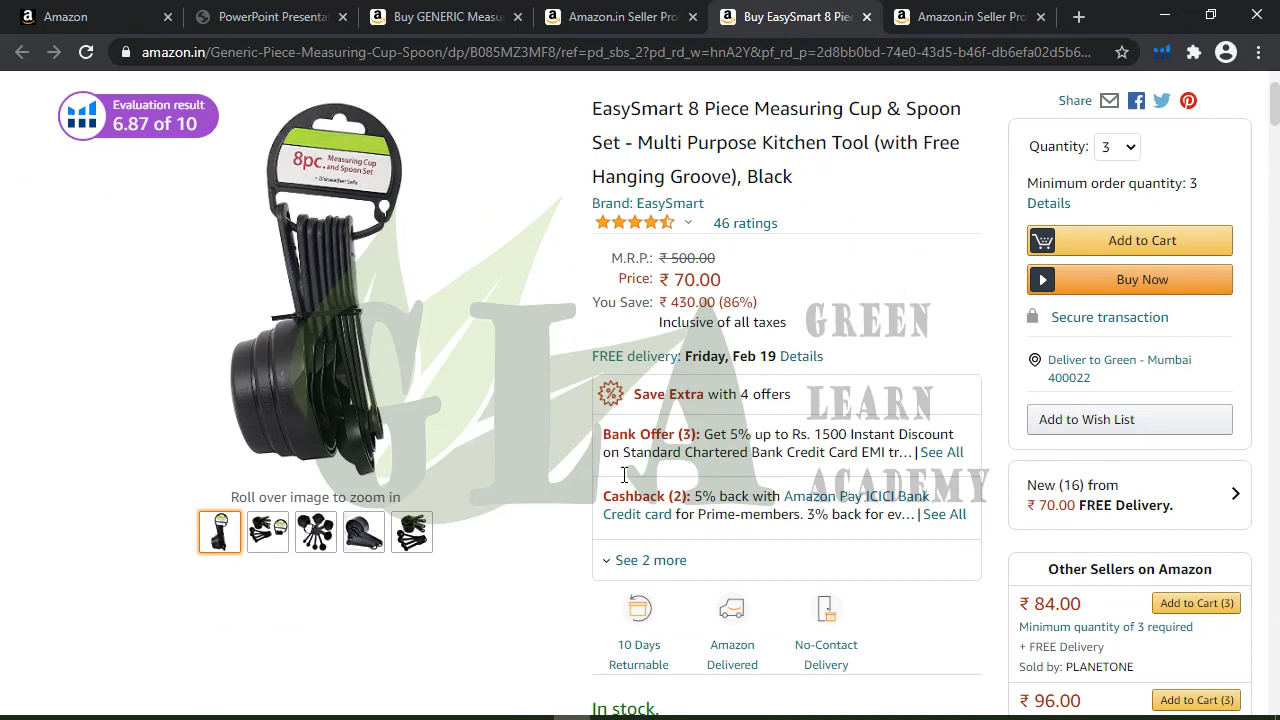 Amazon
PowerPoint Presenta
Buy GENERIC Measu
Amazon.in Seller Pro
Buy EasySmart 8 Pie
Amazon.in Seller Pro
amazon.in/Generic-Piece-Measuring-Cup-Spoon/dp/B085MZ3MF8/ref=pd_sbs_2?pd_rd_w=hrA2Y&pf_rd_p=2d8bb0bd-74e0-43d5-b46f-db6efa02d5b6...
Evaluation result
6.87 of 10
8pc. Measuring Cup
and Spoon Set
• Dishwasher Safe
Roll over image to zoom in
EasySmart 8 Piece Measuring Cup & Spoon
Set - Multi Purpose Kitchen Tool (with Free
Hanging Groove), Black
Brand: EasySmart
46 ratings
M.R.P.: ₹ 500.00
Price: ₹ 70.00
You Save: ₹ 430.00 (86%)
Inclusive of all taxes
FREE delivery: Friday, Feb 19 Details
Save Extra with 4 offers
Bank Offer (3): Get 5% up to Rs. 1500 Instant Discount
on Standard Chartered Bank Credit Card EMI tr... | See All
Cashback (2): 5% back with Amazon Pay ICICI Bank
Credit card for Prime-members. 3% back for ev... | See All
See 2 more
10 Days
Returnable
Amazon
Delivered
No-Contact
Delivery
In stock.
GLA
GREEN
LEARN
ACADEMY
Share
Quantity: 3
Minimum order quantity: 3
Details
Add to Cart
Buy Now
Secure transaction
Deliver to Green - Mumbai
400022
Add to Wish List
New (16) from
₹ 70.00 FREE Delivery.
Other Sellers on Amazon
₹ 84.00 Add to Cart (3)
Minimum quantity of 3 required
+ FREE Delivery
Sold by: PLANETONE
₹ 96.00 Add to Cart (3)